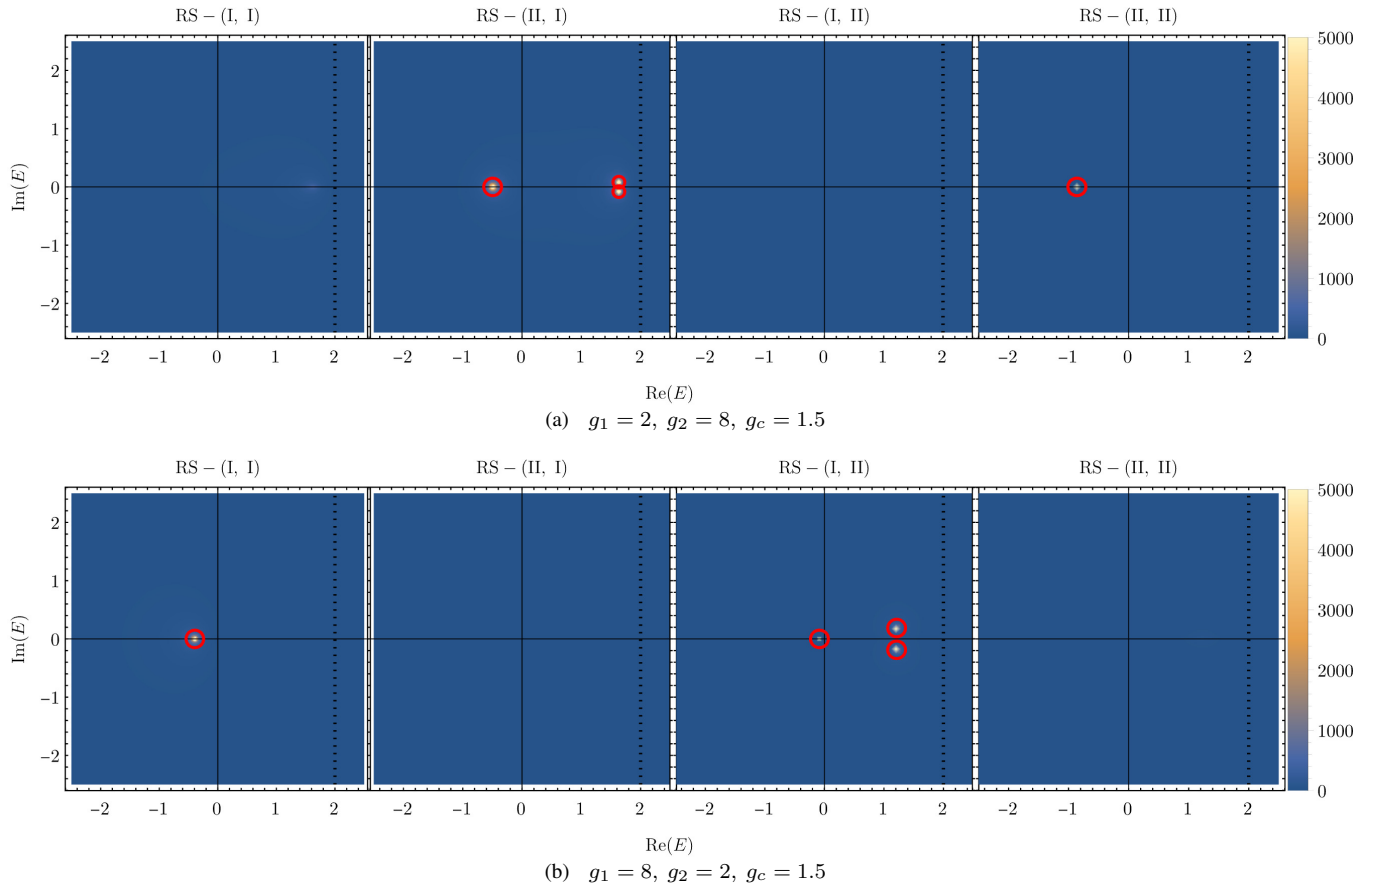 RS − (I, I) RS − (II, I) RS − (I, II) RS − (II, II)
5000
2
4000
1
3000
Im(E) 0
2000
−1
1000
−2
0
−2 −1 0 1 2 −2 −1 0 1 2 −2 −1 0 1 2 −2 −1 0 1 2
Re(E)
(a) g₁ = 2, g₂ = 8, g_c = 1.5
RS − (I, I) RS − (II, I) RS − (I, II) RS − (II, II)
5000
2
4000
1
3000
Im(E) 0
2000
−1
1000
−2
0
−2 −1 0 1 2 −2 −1 0 1 2 −2 −1 0 1 2 −2 −1 0 1 2
Re(E)
(b) g₁ = 8, g₂ = 2, g_c = 1.5